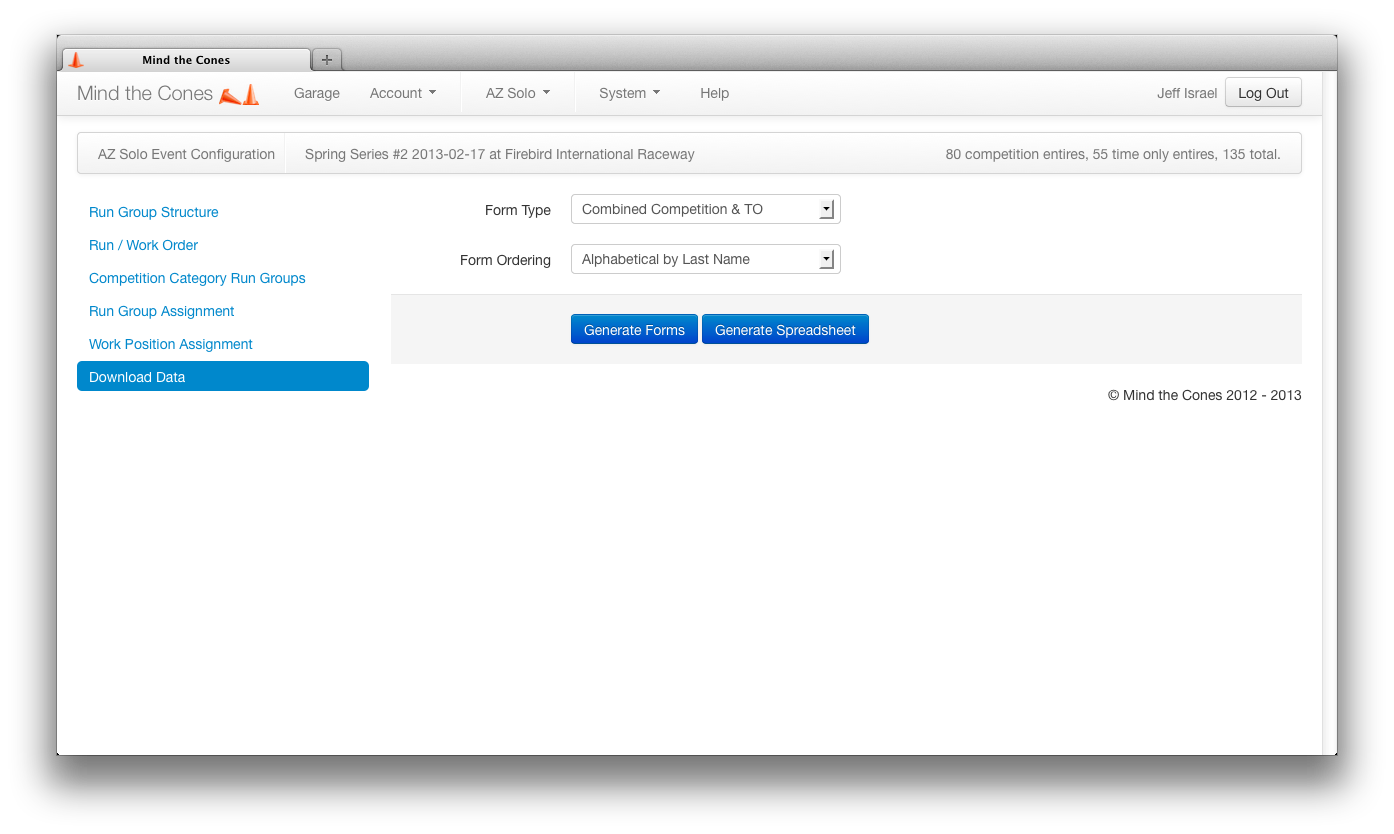 Mind the Cones
Mind the Cones Garage Account AZ Solo System Help Jeff Israel Log Out
AZ Solo Event Configuration Spring Series #2 2013-02-17 at Firebird International Raceway 80 competition entires, 55 time only entires, 135 total.
Run Group Structure
Run / Work Order
Competition Category Run Groups
Run Group Assignment
Work Position Assignment
Download Data
Form Type Combined Competition & TO
Form Ordering Alphabetical by Last Name
Generate Forms Generate Spreadsheet
© Mind the Cones 2012 - 2013